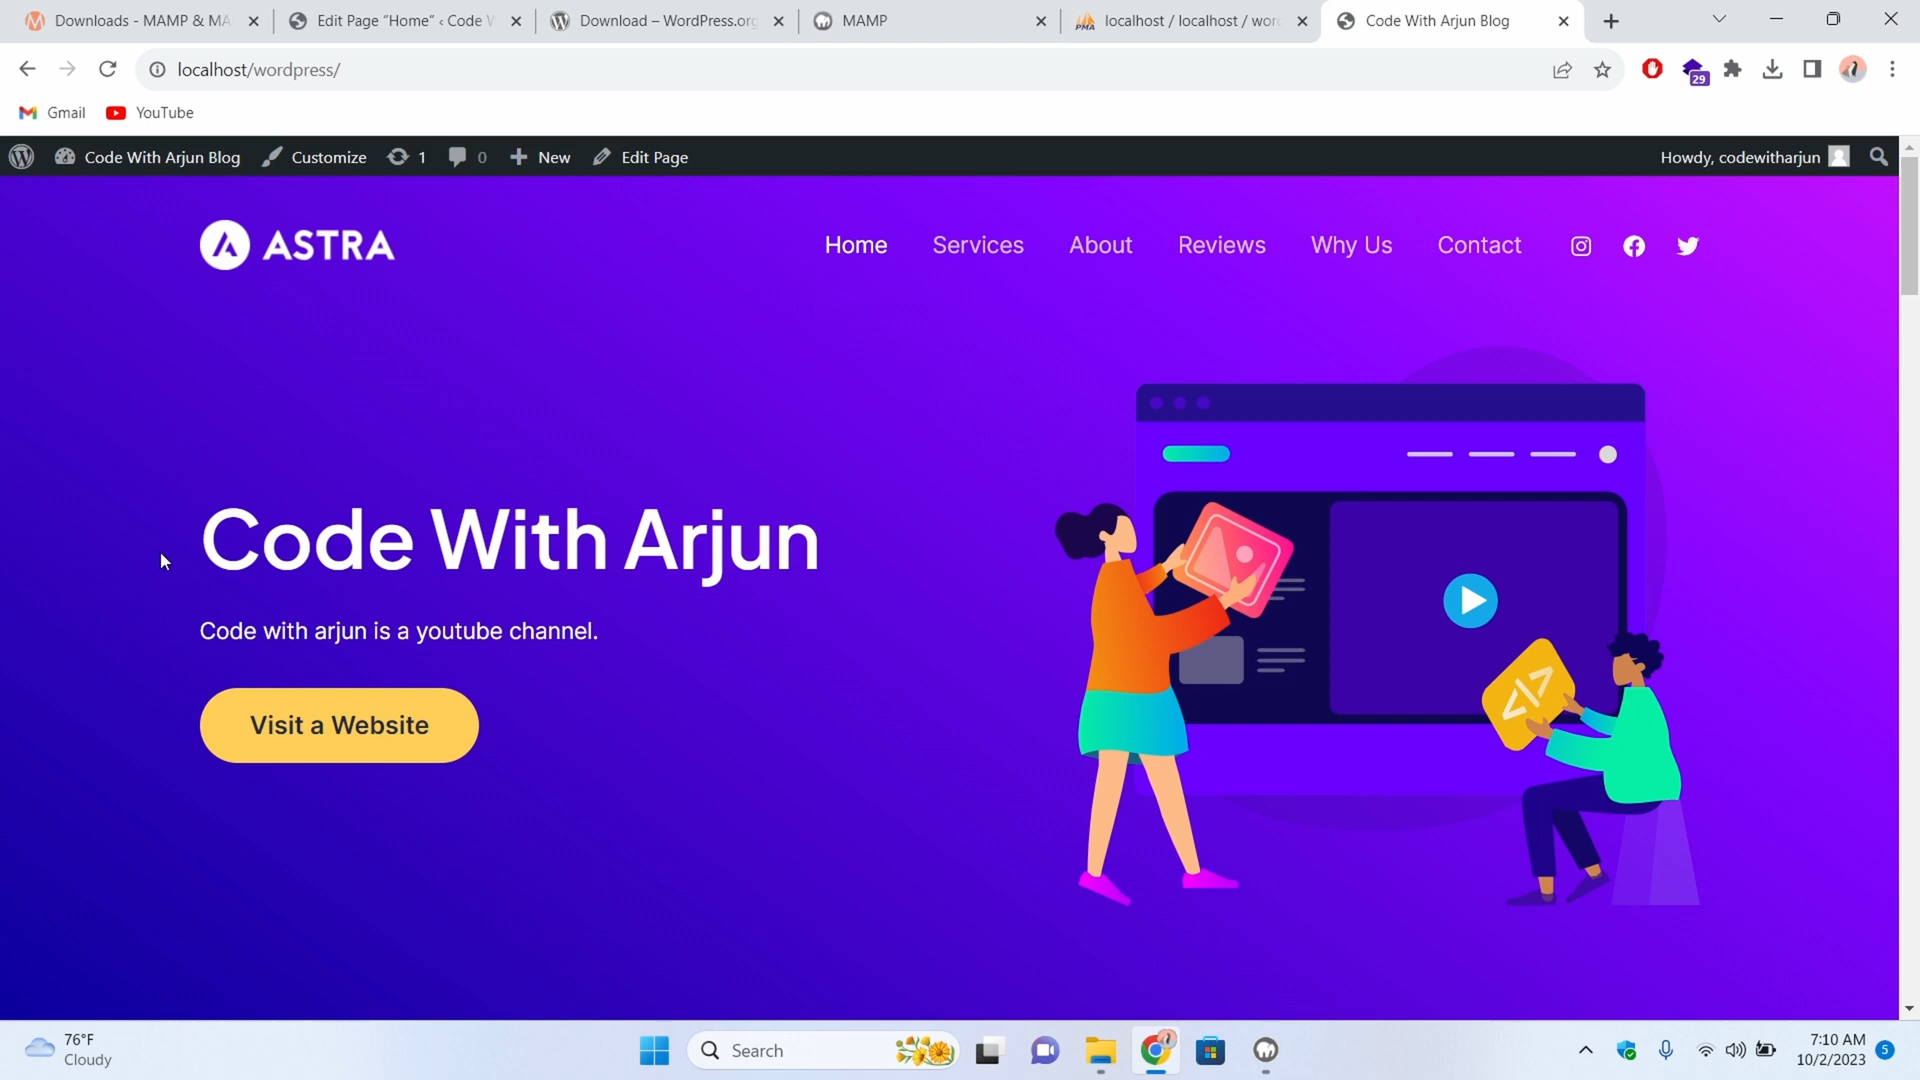 Downloads - MAMP & MA
Edit Page “Home” ‹ Code W
Download – WordPress.org
MAMP
localhost / localhost / wor
Code With Arjun Blog
localhost/wordpress/
29
Gmail
YouTube
Code With Arjun Blog
Customize
1
0
New
Edit Page
Howdy, codewitharjun
ASTRA
Home
Services
About
Reviews
Why Us
Contact
Code With Arjun
Code with arjun is a youtube channel.
Visit a Website
</>
76°F
Cloudy
Search
7:10 AM
10/2/2023
5